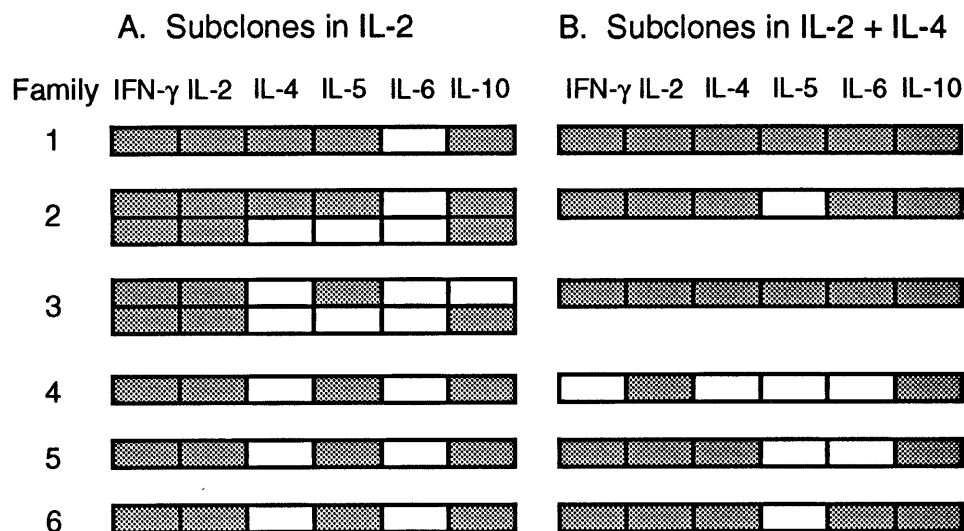 A. Subclones in IL-2
B. Subclones in IL-2 + IL-4
Family IFN-γ IL-2 IL-4 IL-5 IL-6 IL-10
IFN-γ IL-2 IL-4 IL-5 IL-6 IL-10
1
2
3
4
5
6